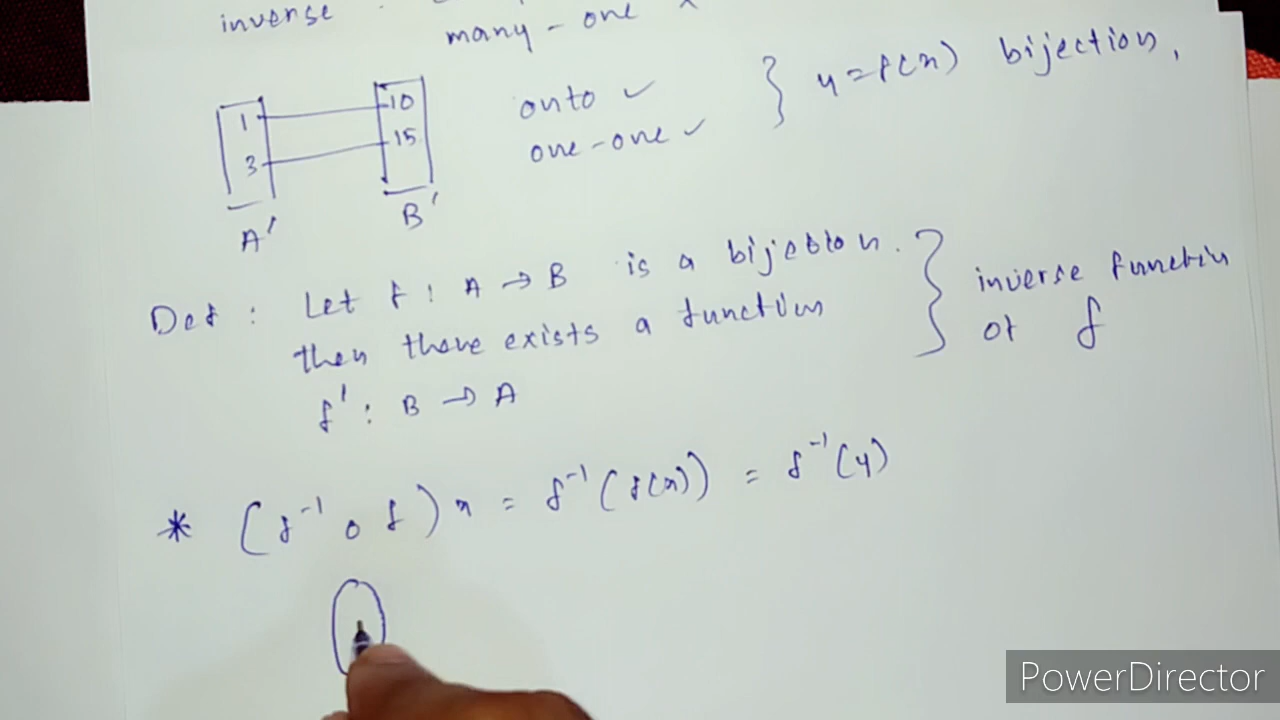 inverse
many - one x
1 10 onto ✓ } y = f(x) bijection,
3 15 one - one ✓
A' B'
Def : Let f : A → B is a bijection.
then there exists a function } inverse function of f
f' : B → A
* (f⁻¹ o f) x = f⁻¹ (f(x)) = f⁻¹ (y)
PowerDirector